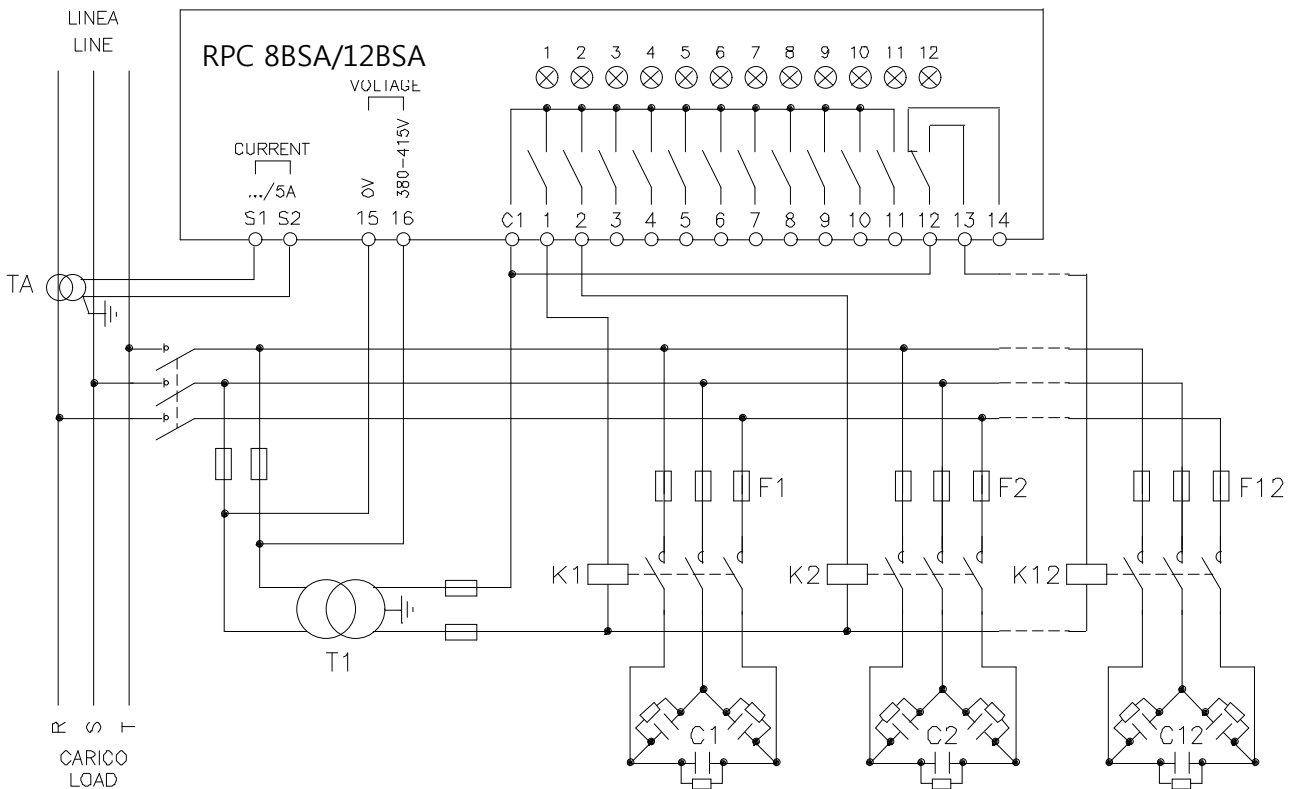 LINEA
LINE
RPC 8BSA/12BSA
VOLTAGE
1 2 3 4 5 6 7 8 9 10 11 12
CURRENT
.../5A
0V
380-415V
S1 S2 15 16 C1 1 2 3 4 5 6 7 8 9 10 11 12 13 14
TA
F1 F2 F12
K1 K2 K12
T1
C1 C2 C12
R S T
CARICO
LOAD